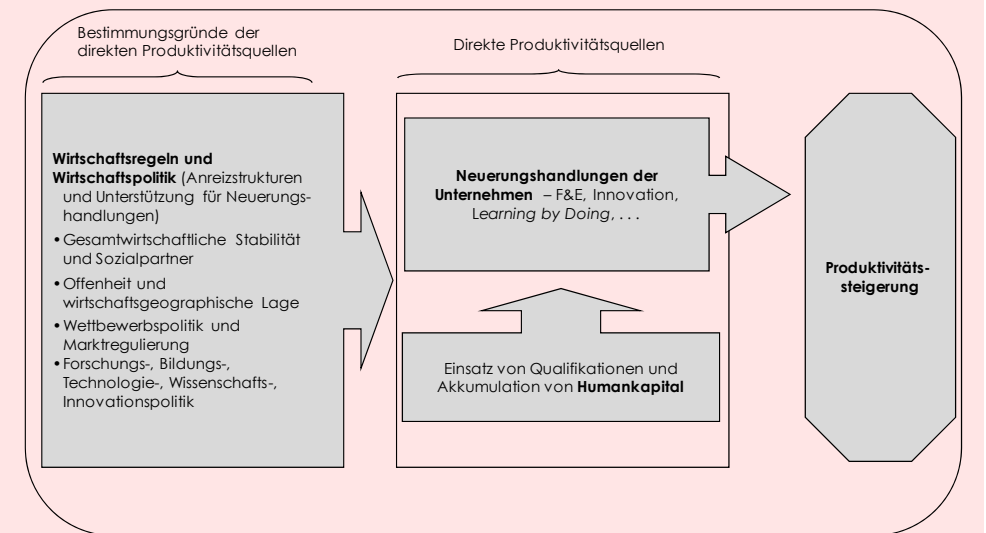 Bestimmungsgründe der
direkten Produktivitätsquellen
Direkte Produktivitätsquellen
Wirtschaftsregeln und
Wirtschaftspolitik (Anreizstrukturen
und Unterstützung für Neuerungs-
handlungen)
• Gesamtwirtschaftliche Stabilität
und Sozialpartner
• Offenheit und
wirtschaftsgeographische Lage
• Wettbewerbspolitik und
Marktregulierung
• Forschungs-, Bildungs-,
Technologie-, Wissenschafts-,
Innovationspolitik
Neuerungshandlungen der
Unternehmen – F&E, Innovation,
Learning by Doing, . . .
Einsatz von Qualifikationen und
Akkumulation von Humankapital
Produktivitäts-
steigerung